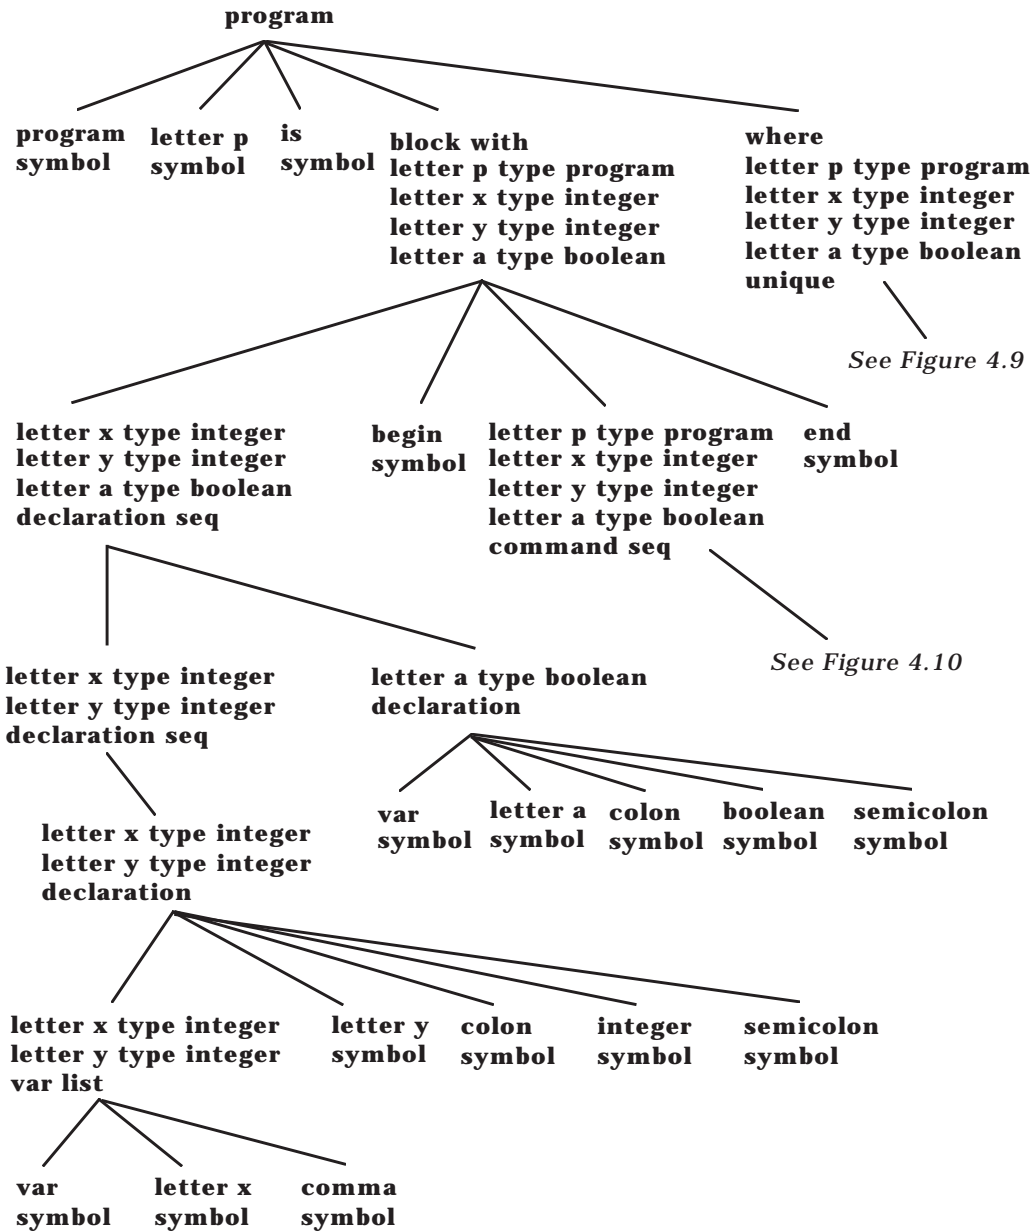 program
program
symbol
letter p
symbol
is
symbol
block with
letter p type program
letter x type integer
letter y type integer
letter a type boolean
where
letter p type program
letter x type integer
letter y type integer
letter a type boolean
unique
See Figure 4.9
letter x type integer
letter y type integer
letter a type boolean
declaration seq
begin
symbol
letter p type program
letter x type integer
letter y type integer
letter a type boolean
command seq
end
symbol
See Figure 4.10
letter x type integer
letter y type integer
declaration seq
letter a type boolean
declaration
var
symbol
letter a
symbol
colon
symbol
boolean
symbol
semicolon
symbol
letter x type integer
letter y type integer
declaration
letter x type integer
letter y type integer
var list
letter y
symbol
colon
symbol
integer
symbol
semicolon
symbol
var
symbol
letter x
symbol
comma
symbol